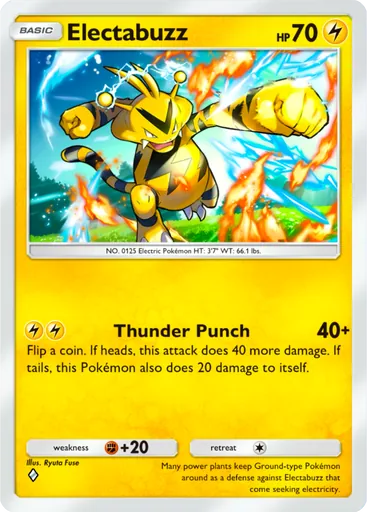 BASIC Electabuzz HP 70
NO. 0125 Electric Pokémon HT: 3'7" WT: 66.1 lbs.
Thunder Punch 40+
Flip a coin. If heads, this attack does 40 more damage. If
tails, this Pokémon also does 20 damage to itself.
weakness +20 retreat
Illus. Ryuta Fuse
Many power plants keep Ground-type Pokémon
around as a defense against Electabuzz that
come seeking electricity.